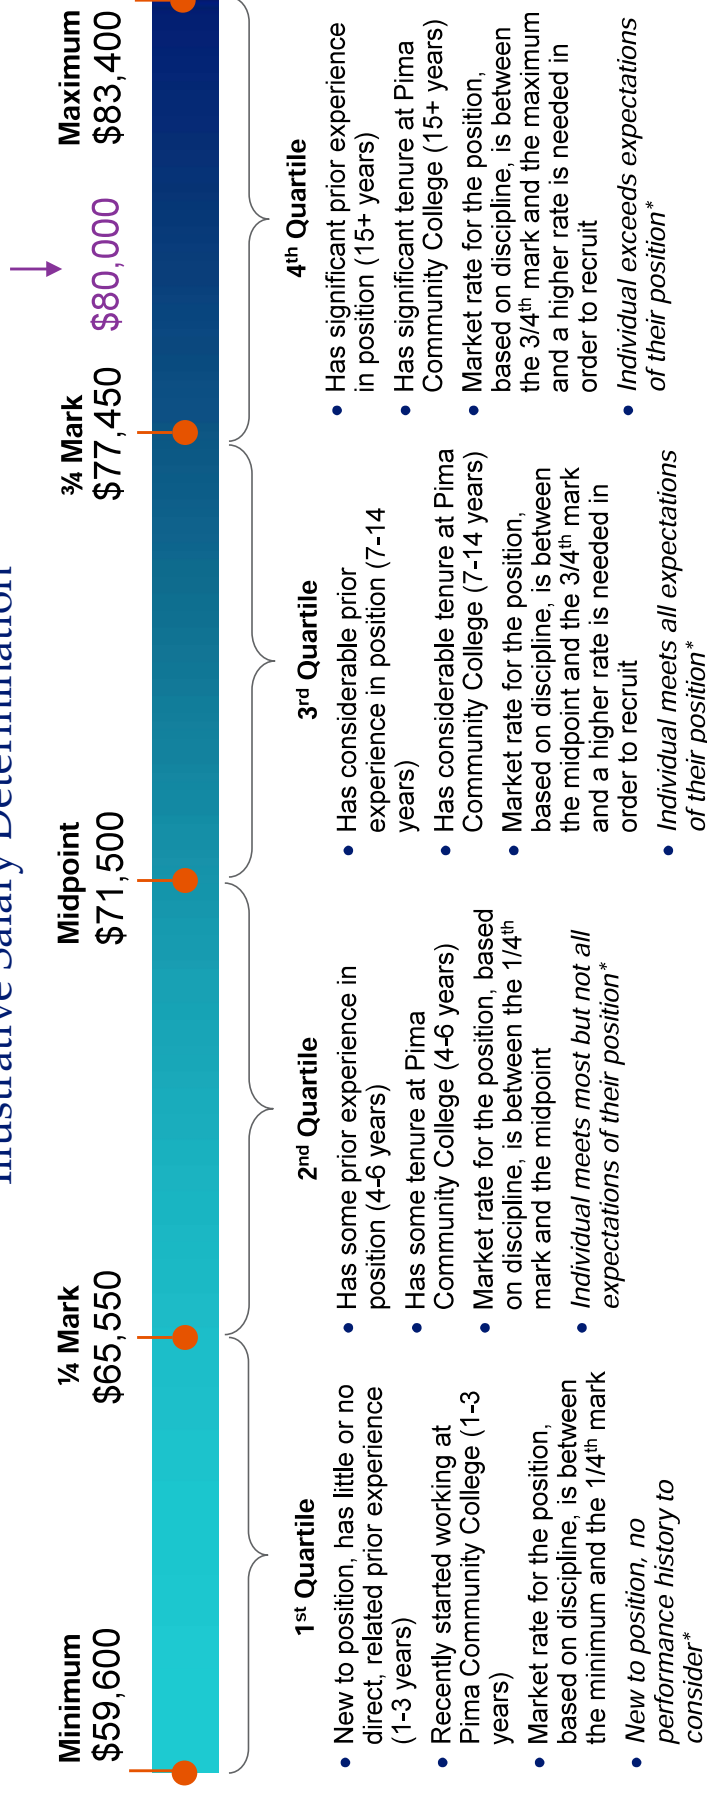 Illustrative Salary Determination
Minimum
$59,600
¼ Mark
$65,550
Midpoint
$71,500
¾ Mark
$77,450
$80,000
Maximum
$83,400
1st Quartile
• New to position, has little or no
direct, related prior experience
(1-3 years)
• Recently started working at
Pima Community College (1-3
years)
• Market rate for the position,
based on discipline, is between
the minimum and the 1/4th mark
• New to position, no
performance history to
consider*
2nd Quartile
• Has some prior experience in
position (4-6 years)
• Has some tenure at Pima
Community College (4-6 years)
• Market rate for the position, based
on discipline, is between the 1/4th
mark and the midpoint
• Individual meets most but not all
expectations of their position*
3rd Quartile
• Has considerable prior
experience in position (7-14
years)
• Has considerable tenure at Pima
Community College (7-14 years)
• Market rate for the position,
based on discipline, is between
the midpoint and the 3/4th mark
and a higher rate is needed in
order to recruit
• Individual meets all expectations
of their position*
4th Quartile
• Has significant prior experience
in position (15+ years)
• Has significant tenure at Pima
Community College (15+ years)
• Market rate for the position,
based on discipline, is between
the 3/4th mark and the maximum
and a higher rate is needed in
order to recruit
• Individual exceeds expectations
of their position*